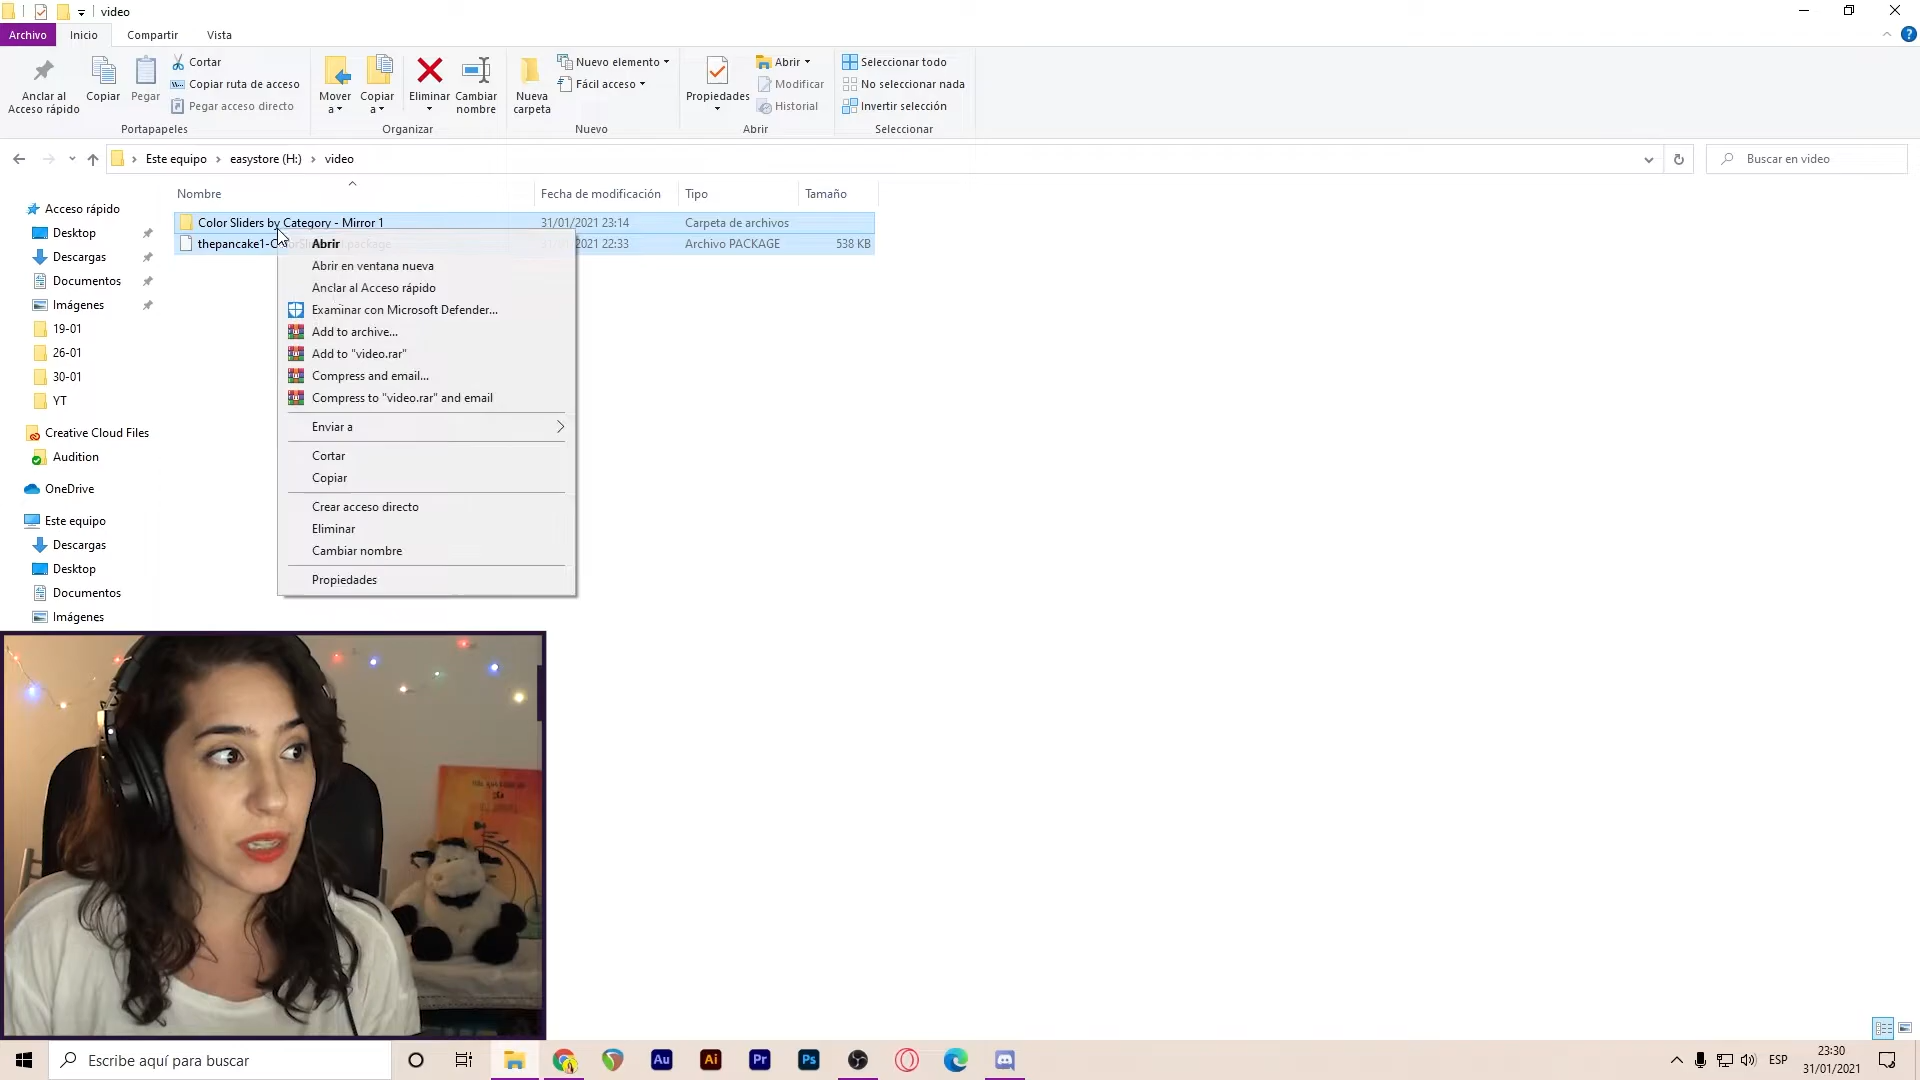 video
Archivo
Inicio
Compartir
Vista
Anclar al
Acceso rápido
Copiar
Pegar
Cortar
Copiar ruta de acceso
Pegar acceso directo
Portapapeles
Mover
a
Copiar
a
Eliminar
Cambiar
nombre
Organizar
Nueva
carpeta
Nuevo elemento
Fácil acceso
Nuevo
Propiedades
Abrir
Modificar
Historial
Abrir
Seleccionar todo
No seleccionar nada
Invertir selección
Seleccionar
Este equipo
easystore (H:)
video
Buscar en video
Nombre
Fecha de modificación
Tipo
Tamaño
Color Sliders by Category - Mirror 1
31/01/2021 23:14
Carpeta de archivos
2021 22:33
Archivo PACKAGE
538 KB
Acceso rápido
Desktop
Descargas
Documentos
Imágenes
19-01
26-01
30-01
YT
Creative Cloud Files
Audition
OneDrive
Este equipo
Descargas
Desktop
Documentos
Imágenes
Abrir
Abrir en ventana nueva
Anclar al Acceso rápido
Examinar con Microsoft Defender...
Add to archive...
Add to "video.rar"
Compress and email...
Compress to "video.rar" and email
Enviar a
Cortar
Copiar
Crear acceso directo
Eliminar
Cambiar nombre
Propiedades
Escribe aquí para buscar
Au
Ai
Pr
Ps
ESP
23:30
31/01/2021